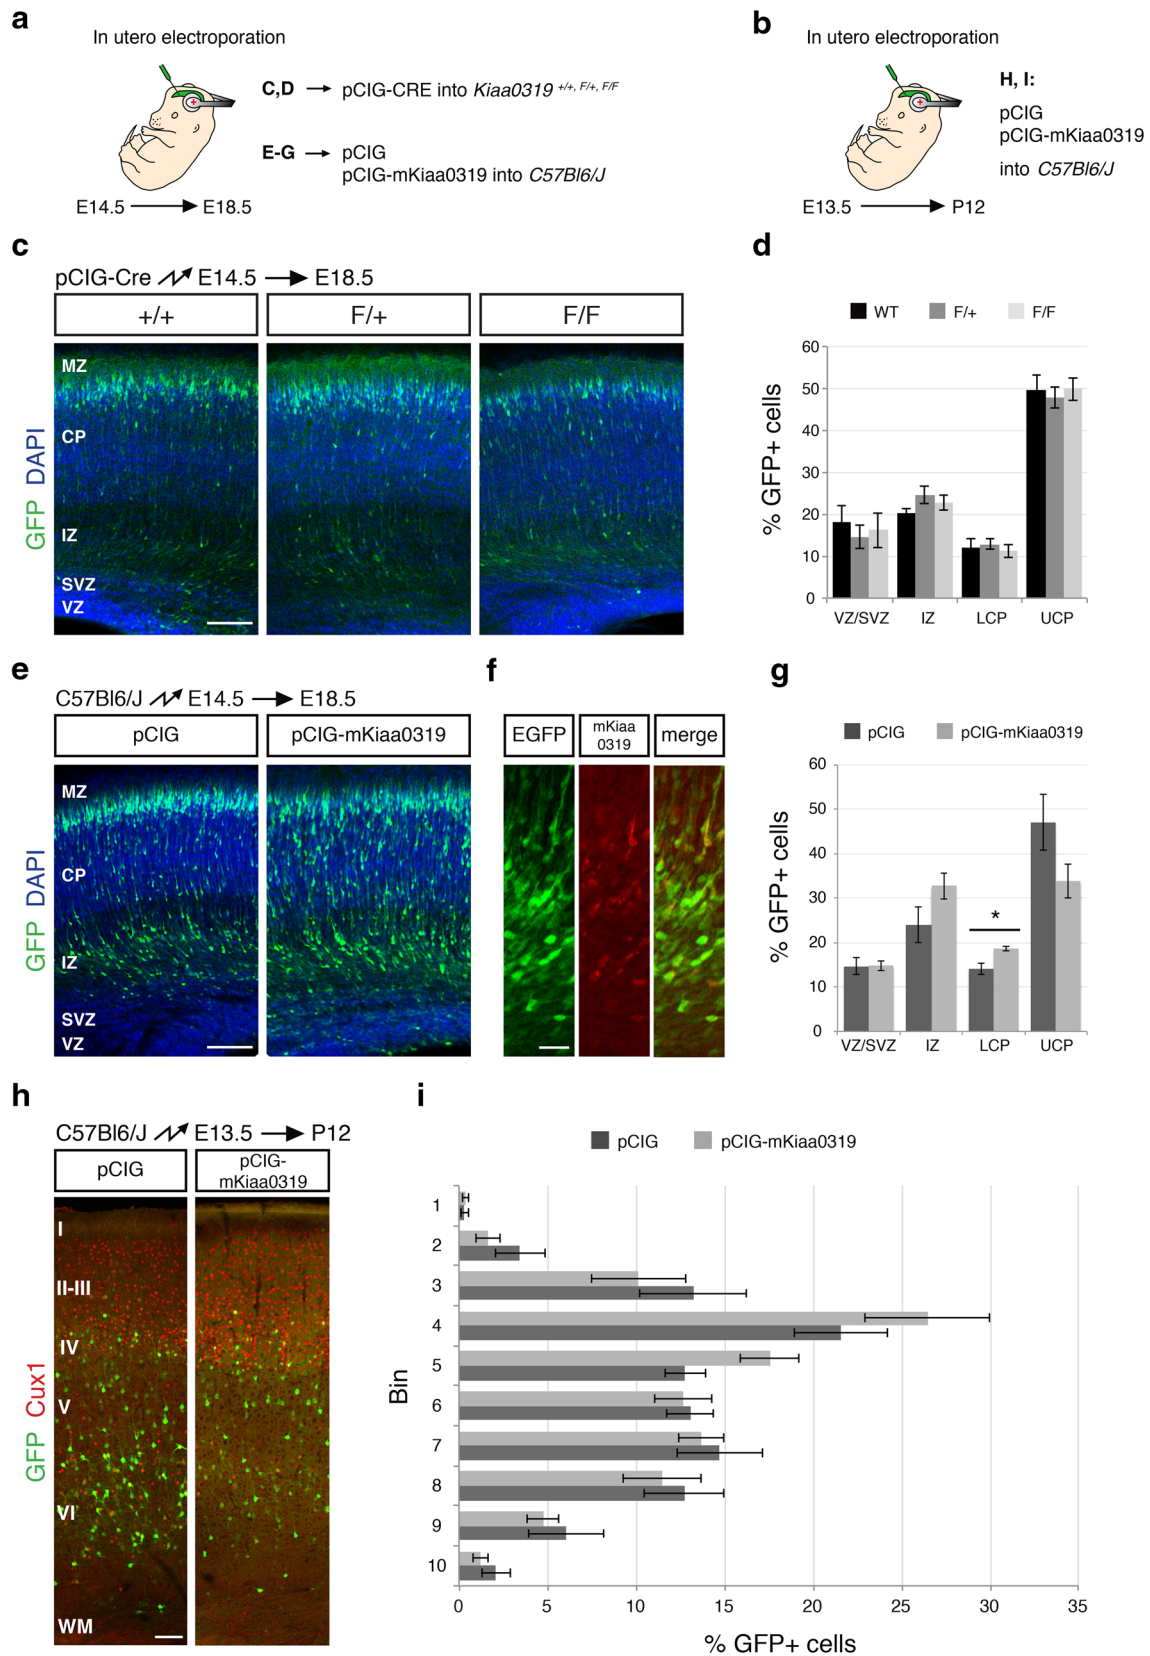 a
In utero electroporation
C,D → pCIG-CRE into Kiaa0319 +/+, F/+, F/F
E-G → pCIG
pCIG-mKiaa0319 into C57Bl6/J
E14.5 → E18.5
b
In utero electroporation
H, I:
pCIG
pCIG-mKiaa0319
into C57Bl6/J
E13.5 → P12
c
pCIG-Cre E14.5 → E18.5
+/+ F/+ F/F
GFP DAPI
MZ
CP
IZ
SVZ
VZ
d
WT F/+ F/F
% GFP+ cells
60
50
40
30
20
10
0
VZ/SVZ IZ LCP UCP
e
C57Bl6/J E14.5 → E18.5
pCIG pCIG-mKiaa0319
GFP DAPI
MZ
CP
IZ
SVZ
VZ
f
EGFP mKiaa 0319 merge
g
pCIG pCIG-mKiaa0319
% GFP+ cells
60
50
40
30
20
10
0
*
VZ/SVZ IZ LCP UCP
h
C57Bl6/J E13.5 → P12
pCIG pCIG-
mKiaa0319
GFP Cux1
I
II-III
IV
V
VI
WM
i
pCIG pCIG-mKiaa0319
Bin
1
2
3
4
5
6
7
8
9
10
0 5 10 15 20 25 30 35
% GFP+ cells